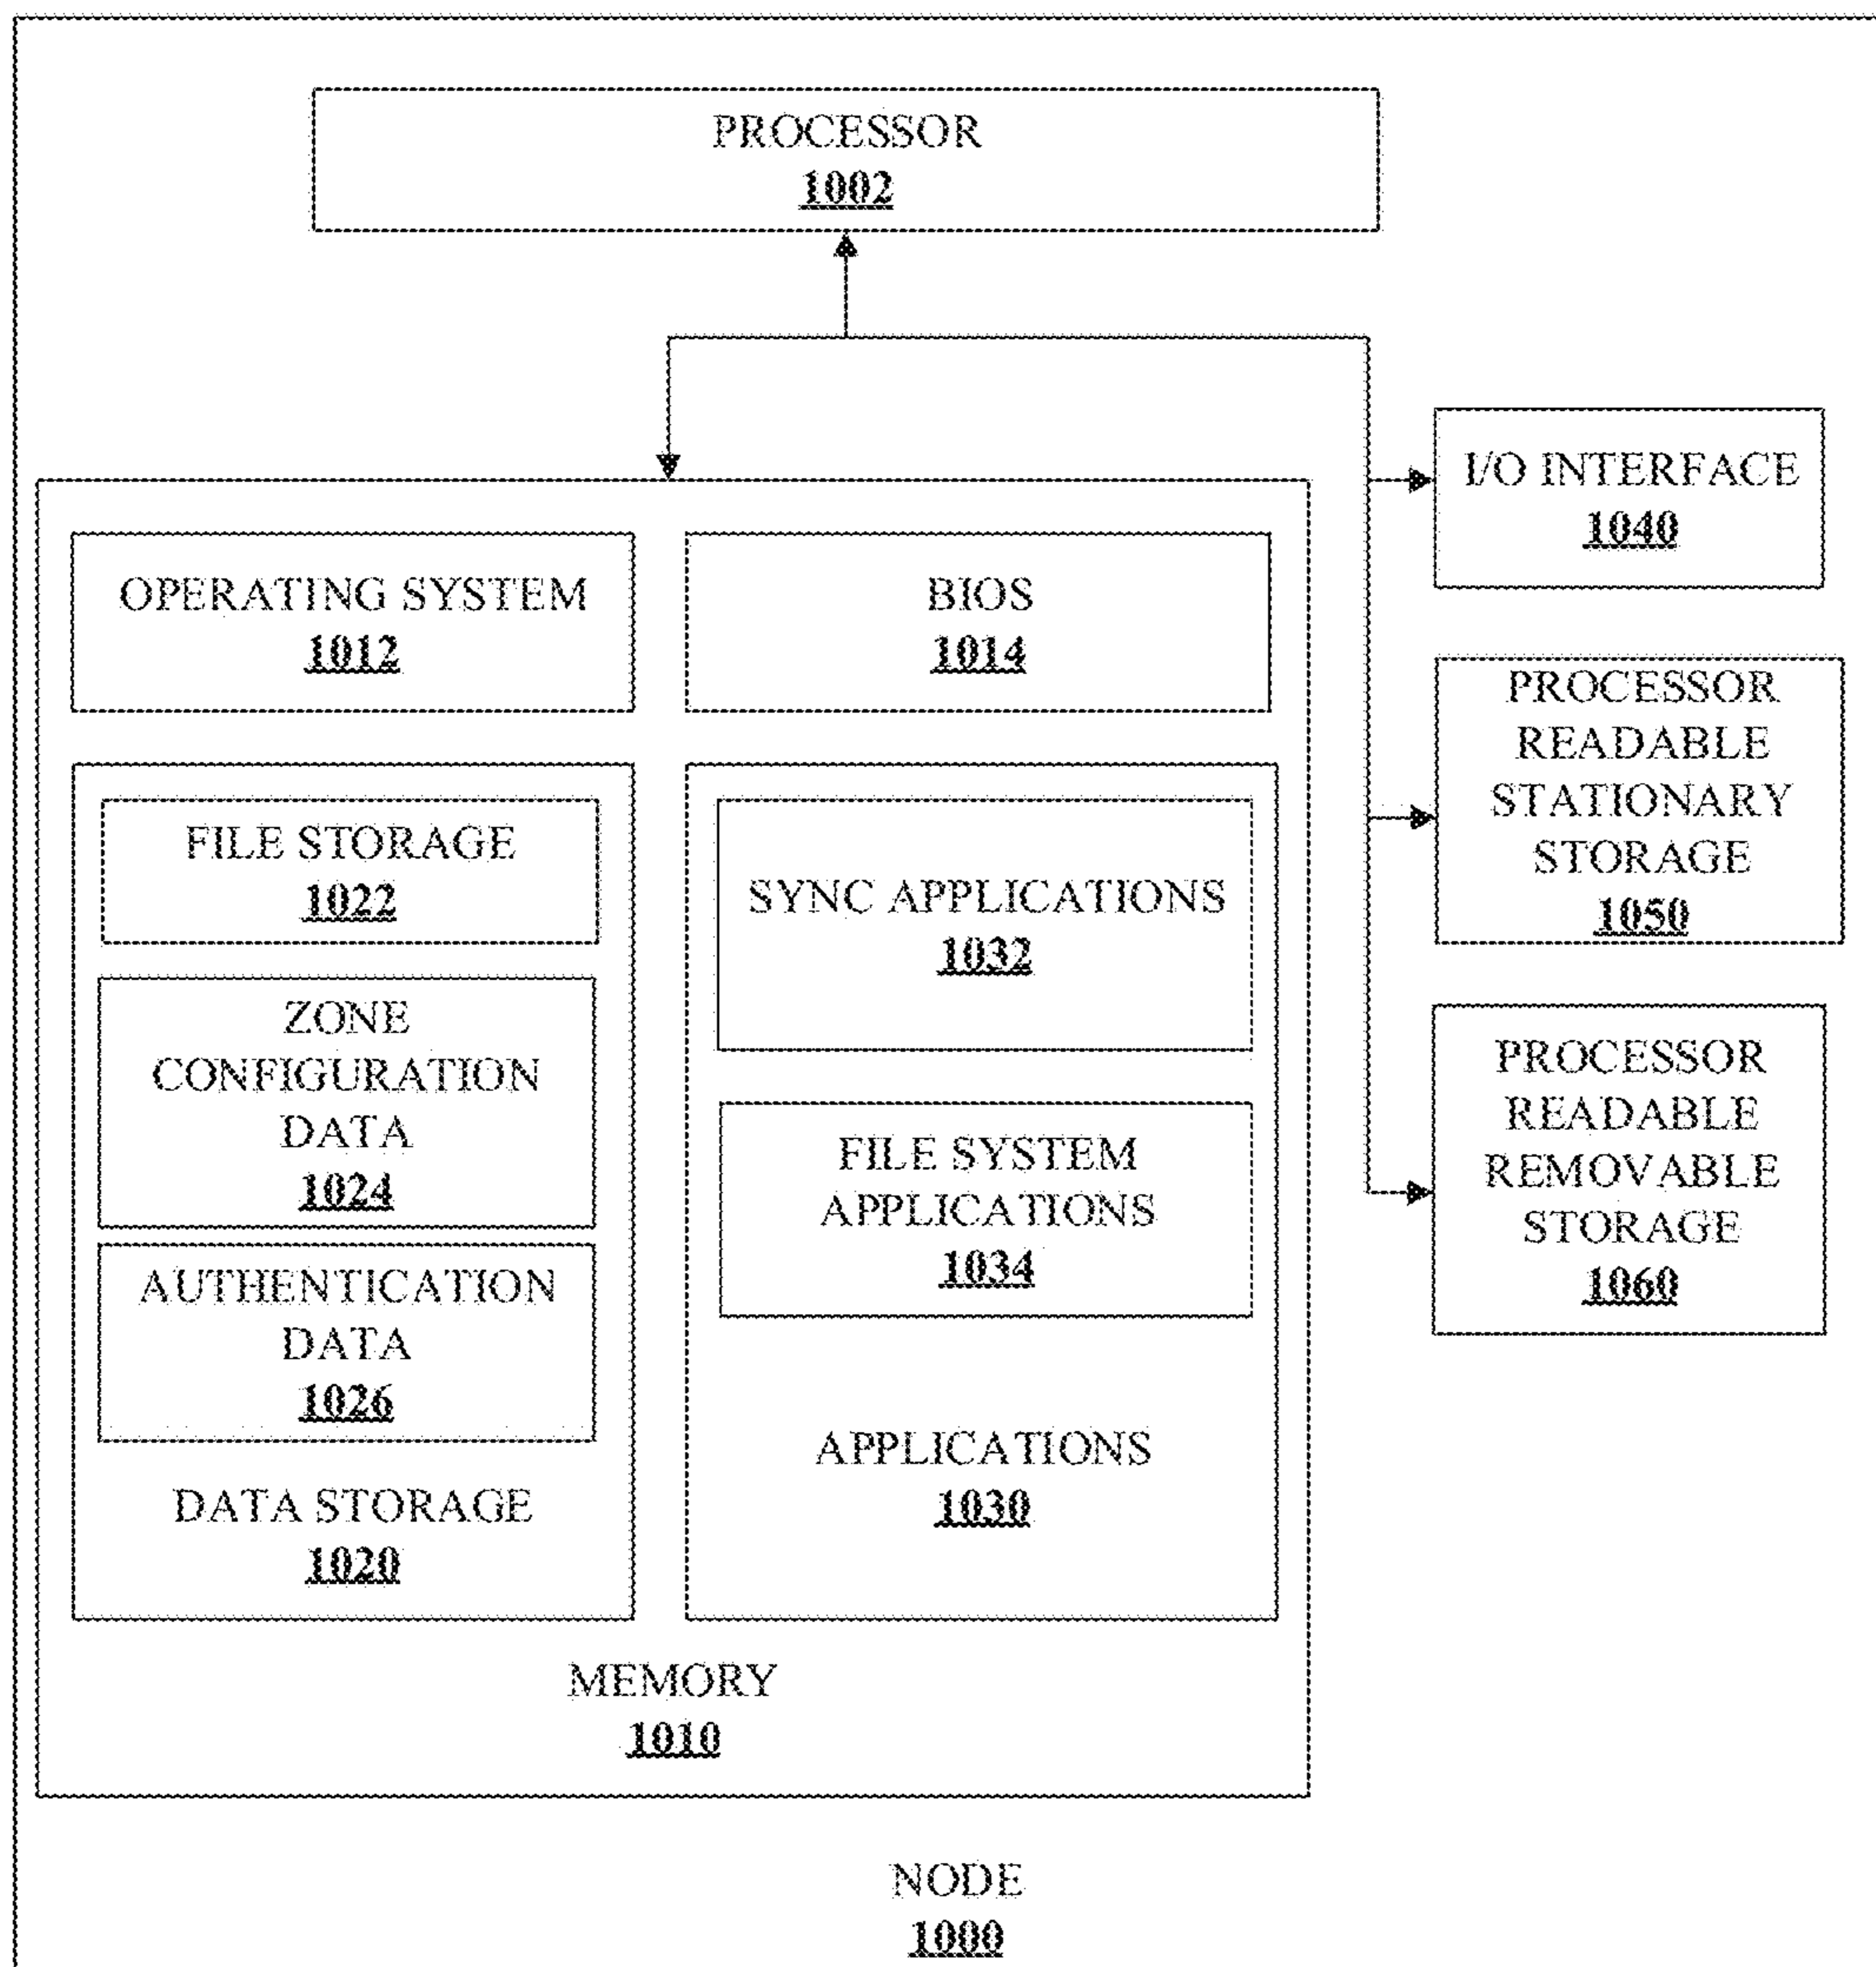 PROCESSOR
1002
I/O INTERFACE
1040
OPERATING SYSTEM
1012
BIOS
1014
PROCESSOR
READABLE
STATIONARY
STORAGE
1050
FILE STORAGE
1022
SYNC APPLICATIONS
1032
ZONE
CONFIGURATION
DATA
1024
PROCESSOR
READABLE
REMOVABLE
STORAGE
1060
FILE SYSTEM
APPLICATIONS
1034
AUTHENTICATION
DATA
1026
APPLICATIONS
1030
DATA STORAGE
1020
MEMORY
1010
NODE
1000